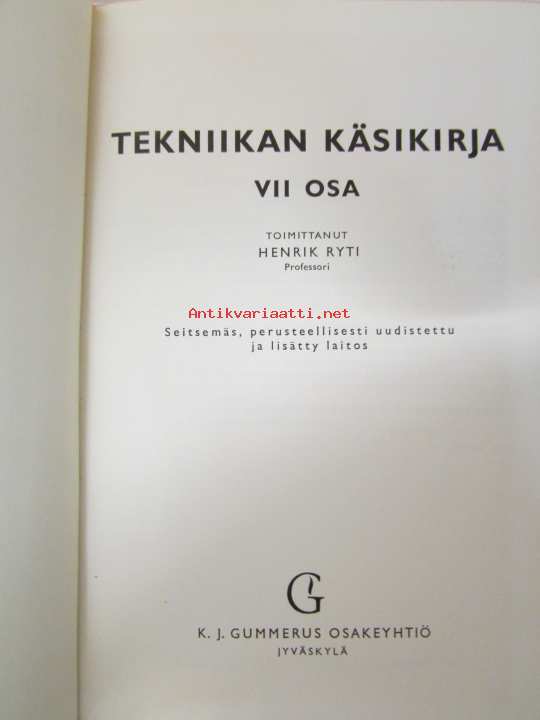 TEKNIIKAN KÄSIKIRJA
VII OSA
TOIMITTANUT
HENRIK RYTI
Professori
Antikvariaatti.net
Seitsemäs, perusteellisesti uudistettu
ja lisätty laitos
G
K. J. GUMMERUS OSAKEYHTIÖ
JYVÄSKYLÄ